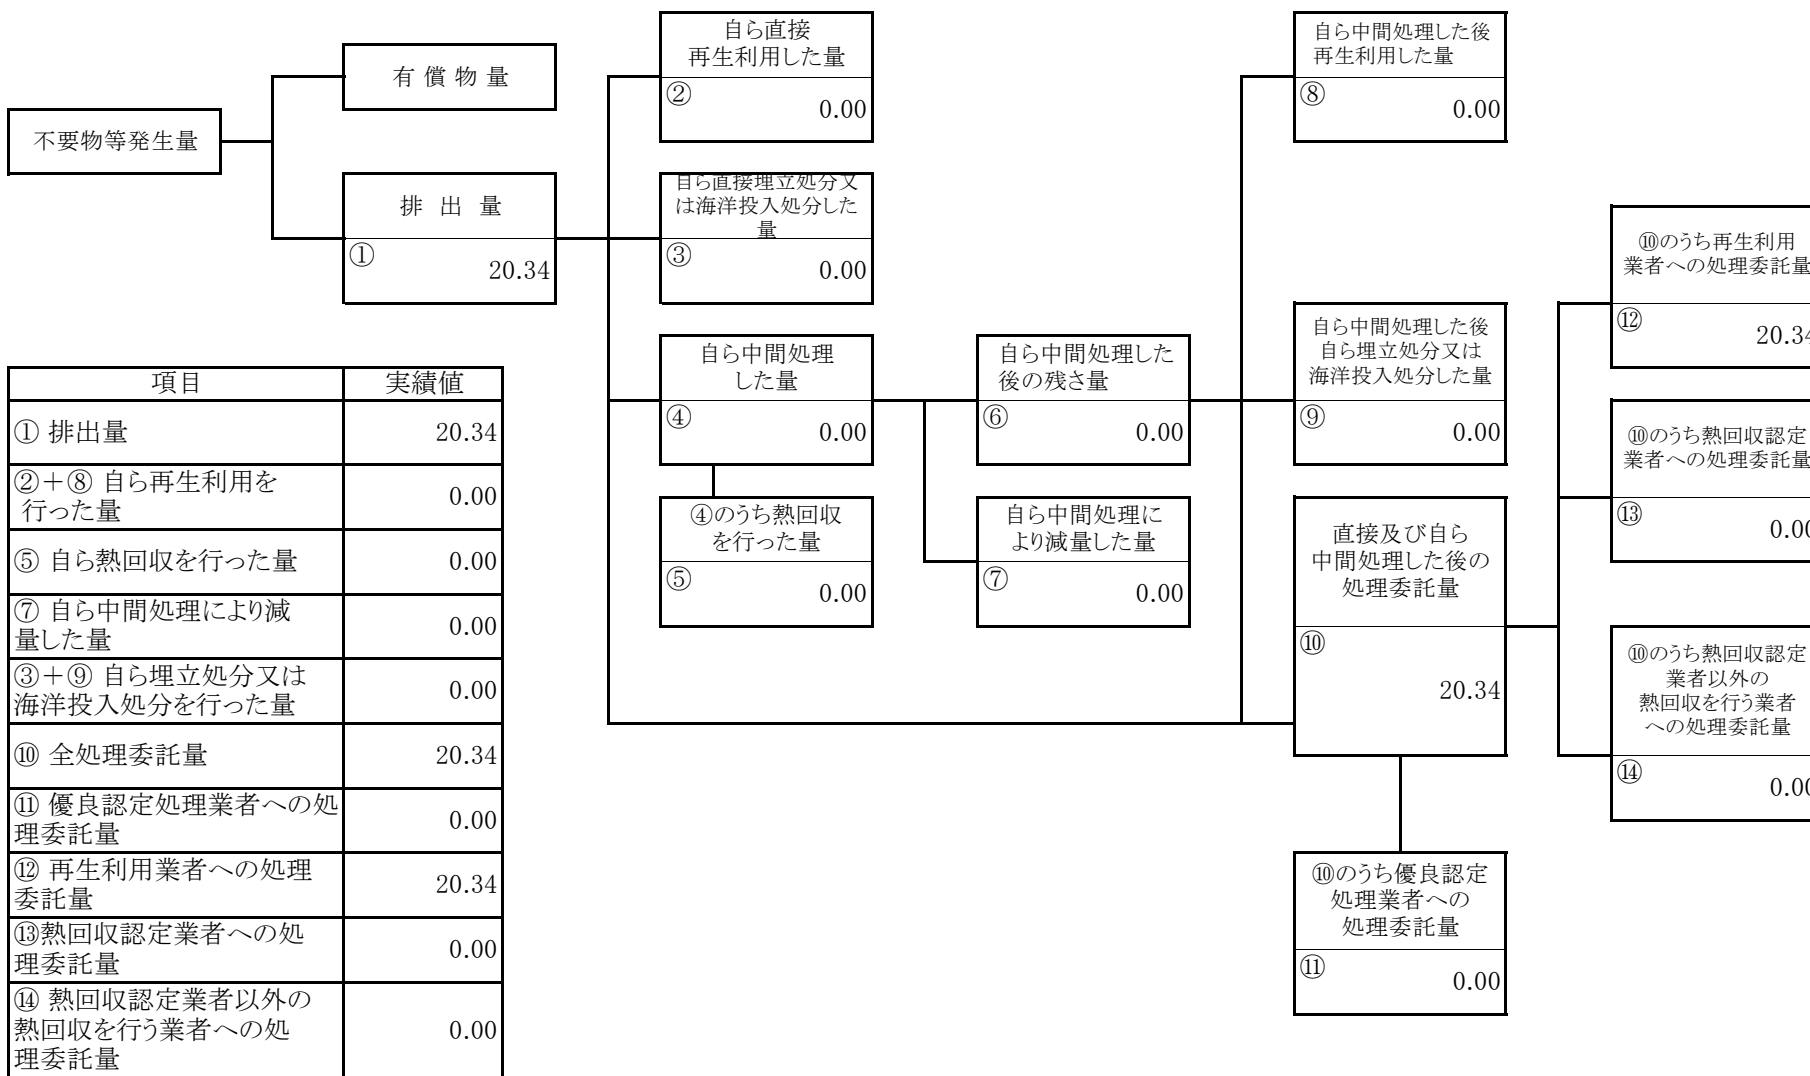 不要物等発生量
有 償 物 量
排 出 量
①
20.34
自ら直接
再生利用した量
②
0.00
自ら直接埋立処分又
は海洋投入処分した
量
③
0.00
自ら中間処理
した量
④
0.00
④のうち熱回収
を行った量
⑤
0.00
自ら中間処理した
後の残さ量
⑥
0.00
自ら中間処理に
より減量した量
⑦
0.00
自ら中間処理した後
再生利用した量
⑧
0.00
自ら中間処理した後
自ら埋立処分又は
海洋投入処分した量
⑨
0.00
直接及び自ら
中間処理した後の
処理委託量
⑩
20.34
⑩のうち優良認定
処理業者への
処理委託量
⑪
0.00
⑩のうち再生利用
業者への処理委託量
⑫
20.34
⑩のうち熱回収認定
業者への処理委託量
⑬
0.00
⑩のうち熱回収認定
業者以外の
熱回収を行う業者
への処理委託量
⑭
0.00
項目 実績値
① 排出量 20.34
②＋⑧ 自ら再生利用を
行った量 0.00
⑤ 自ら熱回収を行った量 0.00
⑦ 自ら中間処理により減
量した量 0.00
③＋⑨ 自ら埋立処分又は
海洋投入処分を行った量 0.00
⑩ 全処理委託量 20.34
⑪ 優良認定処理業者への処
理委託量 0.00
⑫ 再生利用業者への処理
委託量 20.34
⑬熱回収認定業者への処
理委託量 0.00
⑭ 熱回収認定業者以外の
熱回収を行う業者への処
理委託量 0.00